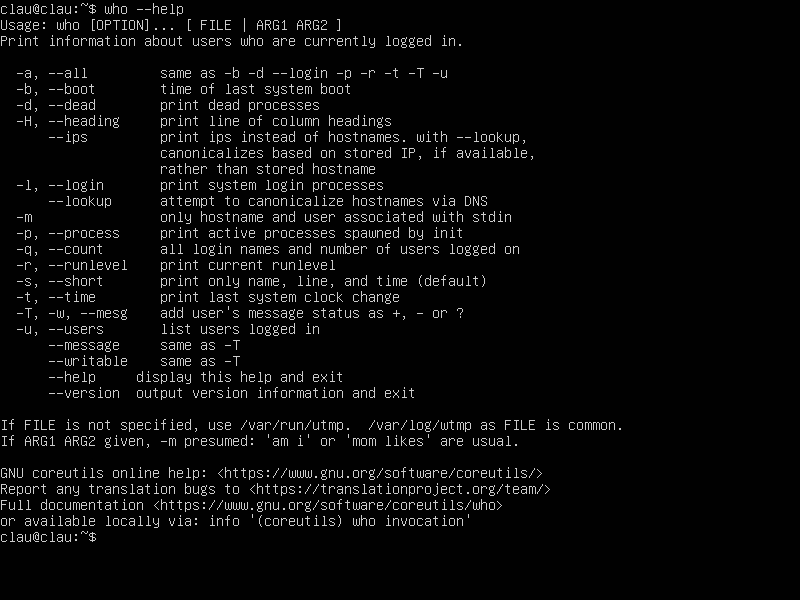 clau@clau:~$ who --help
Usage: who [OPTION]... [ FILE | ARG1 ARG2 ]
Print information about users who are currently logged in.

  -a, --all         same as -b -d --login -p -r -t -T -u
  -b, --boot        time of last system boot
  -d, --dead        print dead processes
  -H, --heading     print line of column headings
      --ips         print ips instead of hostnames. with --lookup,
                    canonicalizes based on stored IP, if available,
                    rather than stored hostname
  -l, --login       print system login processes
      --lookup      attempt to canonicalize hostnames via DNS
  -m                only hostname and user associated with stdin
  -p, --process     print active processes spawned by init
  -q, --count       all login names and number of users logged on
  -r, --runlevel    print current runlevel
  -s, --short       print only name, line, and time (default)
  -t, --time        print last system clock change
  -T, -w, --mesg    add user's message status as +, - or ?
  -u, --users       list users logged in
      --message     same as -T
      --writable    same as -T
      --help     display this help and exit
      --version  output version information and exit

If FILE is not specified, use /var/run/utmp.  /var/log/wtmp as FILE is common.
If ARG1 ARG2 given, -m presumed: 'am i' or 'mom likes' are usual.

GNU coreutils online help: <https://www.gnu.org/software/coreutils/>
Report any translation bugs to <https://translationproject.org/team/>
Full documentation <https://www.gnu.org/software/coreutils/who>
or available locally via: info '(coreutils) who invocation'
clau@clau:~$